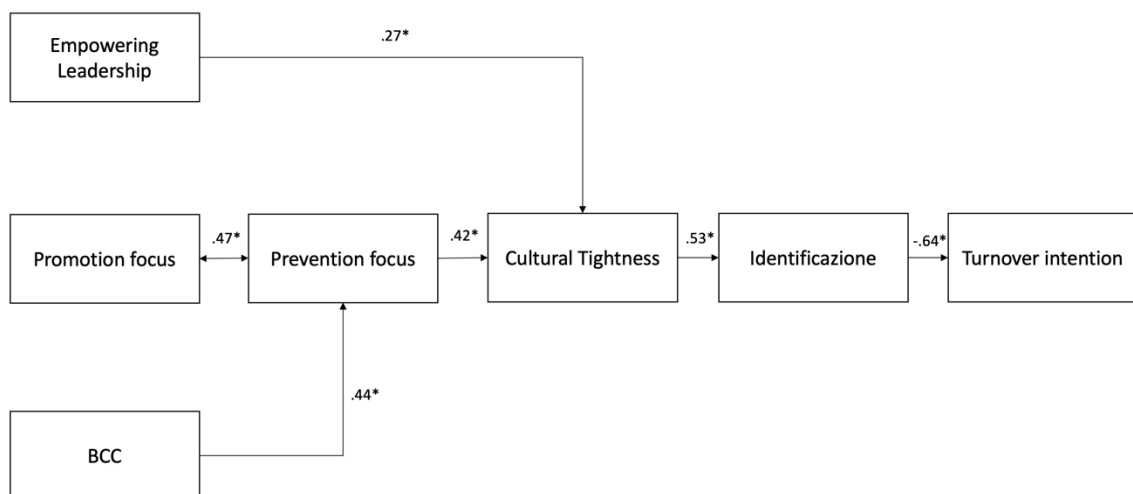 Empowering
Leadership
.27*
Promotion focus
.47*
Prevention focus
.42*
Cultural Tightness
.53*
Identificazione
-.64*
Turnover intention
.44*
BCC